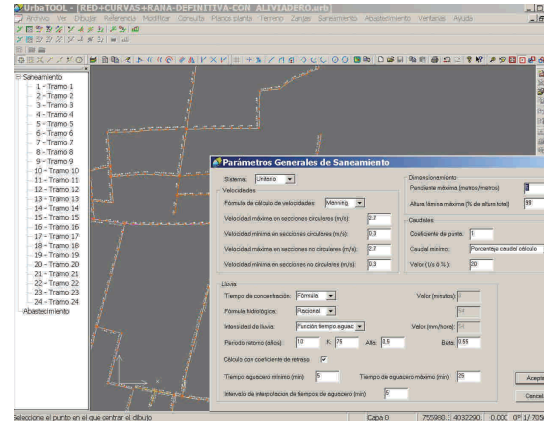 UrbaTOOL - [RED+CURVAS+RANA-DEFINITIVA-CON ALIVIADERO.urb]
Archivo Ver Dibujar Referencia Modificar Consulta Planos planta Terreno Zanjas Saneamiento Abastecimiento Ventanas Ayuda
Saneamiento
1 - Tramo 1
2 - Tramo 2
3 - Tramo 3
4 - Tramo 4
5 - Tramo 5
6 - Tramo 6
7 - Tramo 7
8 - Tramo 8
9 - Tramo 9
10 - Tramo 10
11 - Tramo 11
12 - Tramo 12
13 - Tramo 13
14 - Tramo 14
15 - Tramo 15
16 - Tramo 16
17 - Tramo 17
18 - Tramo 18
19 - Tramo 19
20 - Tramo 20
21 - Tramo 21
22 - Tramo 22
23 - Tramo 23
24 - Tramo 24
Abastecimiento
Parámetros Generales de Saneamiento
Sistema: Unitario
Velocidades
Fórmula de cálculo de velocidades: Manning
Velocidad máxima en secciones circulares (m/s): 2,7
Velocidad mínima en secciones circulares (m/s): 0,3
Velocidad máxima en secciones no circulares (m/s): 2,7
Velocidad mínima en secciones no circulares (m/s): 0,3
Dimensionamiento
Pendiente máxima (metros/metros)
Altura lámina máxima (% de altura total)
Caudales
Coeficiente de punta: 1
Caudal mínimo: Porcentaje caudal cálculo
Valor (l/s ó %): 20
Lluvia
Tiempo de concentración: Fórmula Valor (minutos):
Fórmula hidrológica: Racional
Intensidad de lluvia: Función tiempo aguac Valor (mm/hora):
Periodo retorno (años): 10 K: 75 Alfa: 0,5 Beta: 0.55
Cálculo con coeficiente de retraso
Tiempo aguacero mínimo (min) 5 Tiempo de aguacero máximo (min) 25
Intervalo de interpolacion de tiempos de aguacero (min) 5
Acepta
Cancel
Seleccione el punto en el que centrar el dibujo Capa 0 755980.: 4032290. 0.000 0º 1/ 705